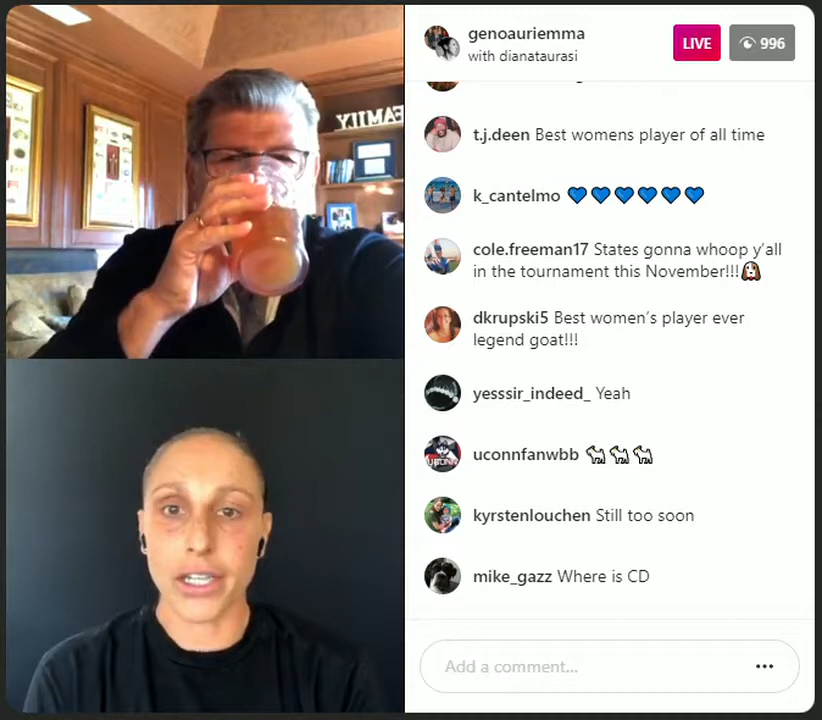 FAMILY
genoauriemma
with dianataurasi
LIVE
996
t.j.deen Best womens player of all time
k_cantelmo 💙💙💙💙💙💙
cole.freeman17 States gonna whoop y'all
in the tournament this November!!!🐶
dkrupski5 Best women's player ever
legend goat!!!
yesssir_indeed_ Yeah
uconnfanwbb 🐐🐐🐐
kyrstenlouchen Still too soon
mike_gazz Where is CD
Add a comment...